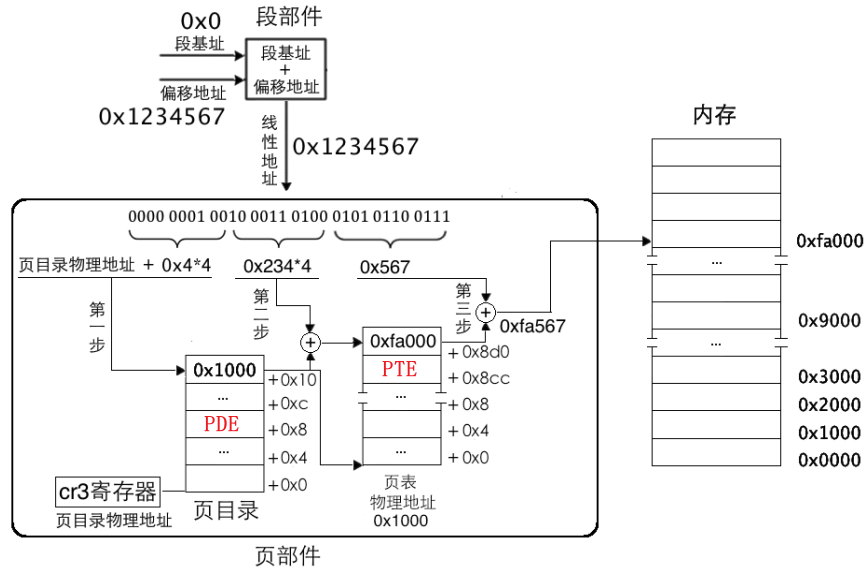 0x0
段部件
段基址
段基址
+
偏移地址
偏移地址
0x1234567
线性地址
0x1234567
内存
0000 0001 0010 0011 0100 0101 0110 0111
页目录物理地址 + 0x4*4
0x234*4
0x567
第一步
第二步
第三步
+
+
0xfa567
0x1000
...
PDE
...
+0x10
+0xc
+0x8
+0x4
+0x0
页目录
cr3寄存器
页目录物理地址
0xfa000
PTE
...
...
+0x8d0
+0x8cc
+0x8
+0x4
+0x0
页表
物理地址
0x1000
页部件
...
...
0xfa000
0x9000
0x3000
0x2000
0x1000
0x0000